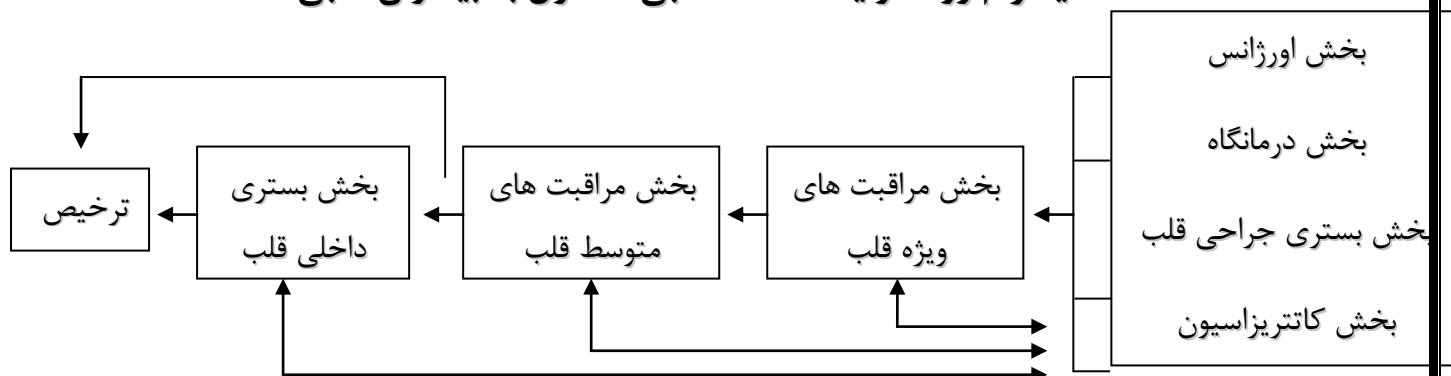 بخش اورژانس
بخش درمانگاه
بخش بستری جراحی قلب
بخش کاتتریزاسیون
بخش مراقبت های
ویژه قلب
بخش مراقبت های
متوسط قلب
بخش بستری
داخلی قلب
ترخیص